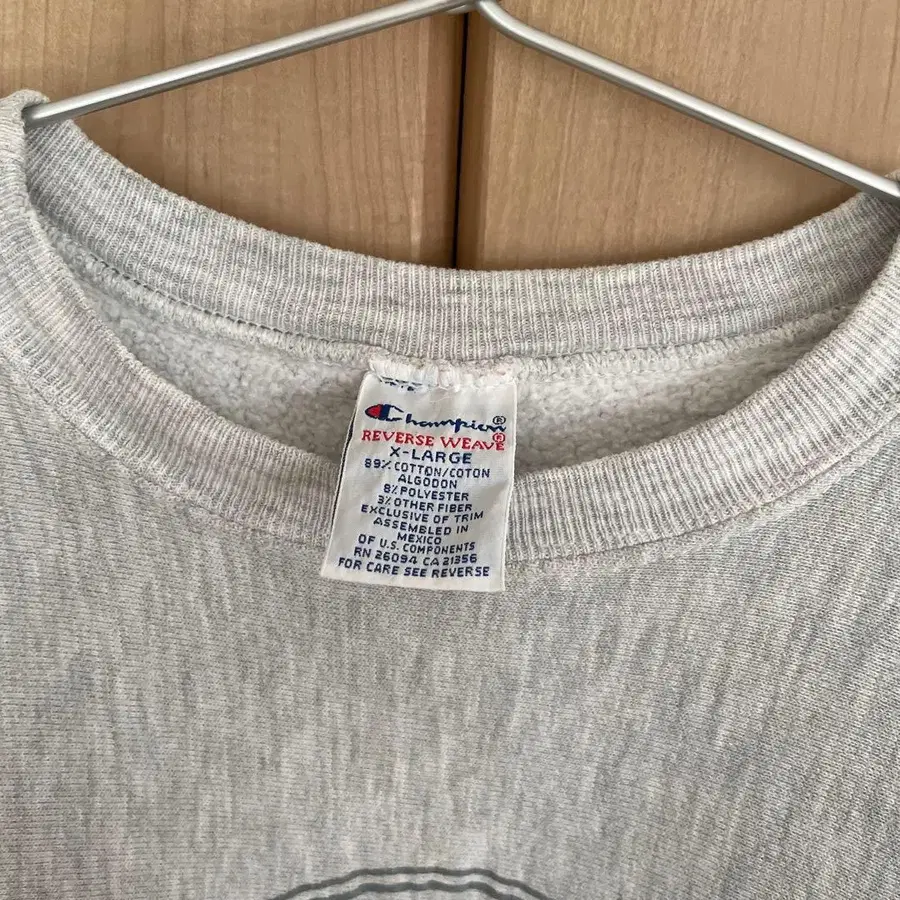 Champion®
REVERSE WEAVE®
X-LARGE
89% COTTON/COTON
ALGODON
8% POLYESTER
3% OTHER FIBER
EXCLUSIVE OF TRIM
ASSEMBLED IN
MEXICO
OF U.S. COMPONENTS
RN 26094 CA 21356
FOR CARE SEE REVERSE